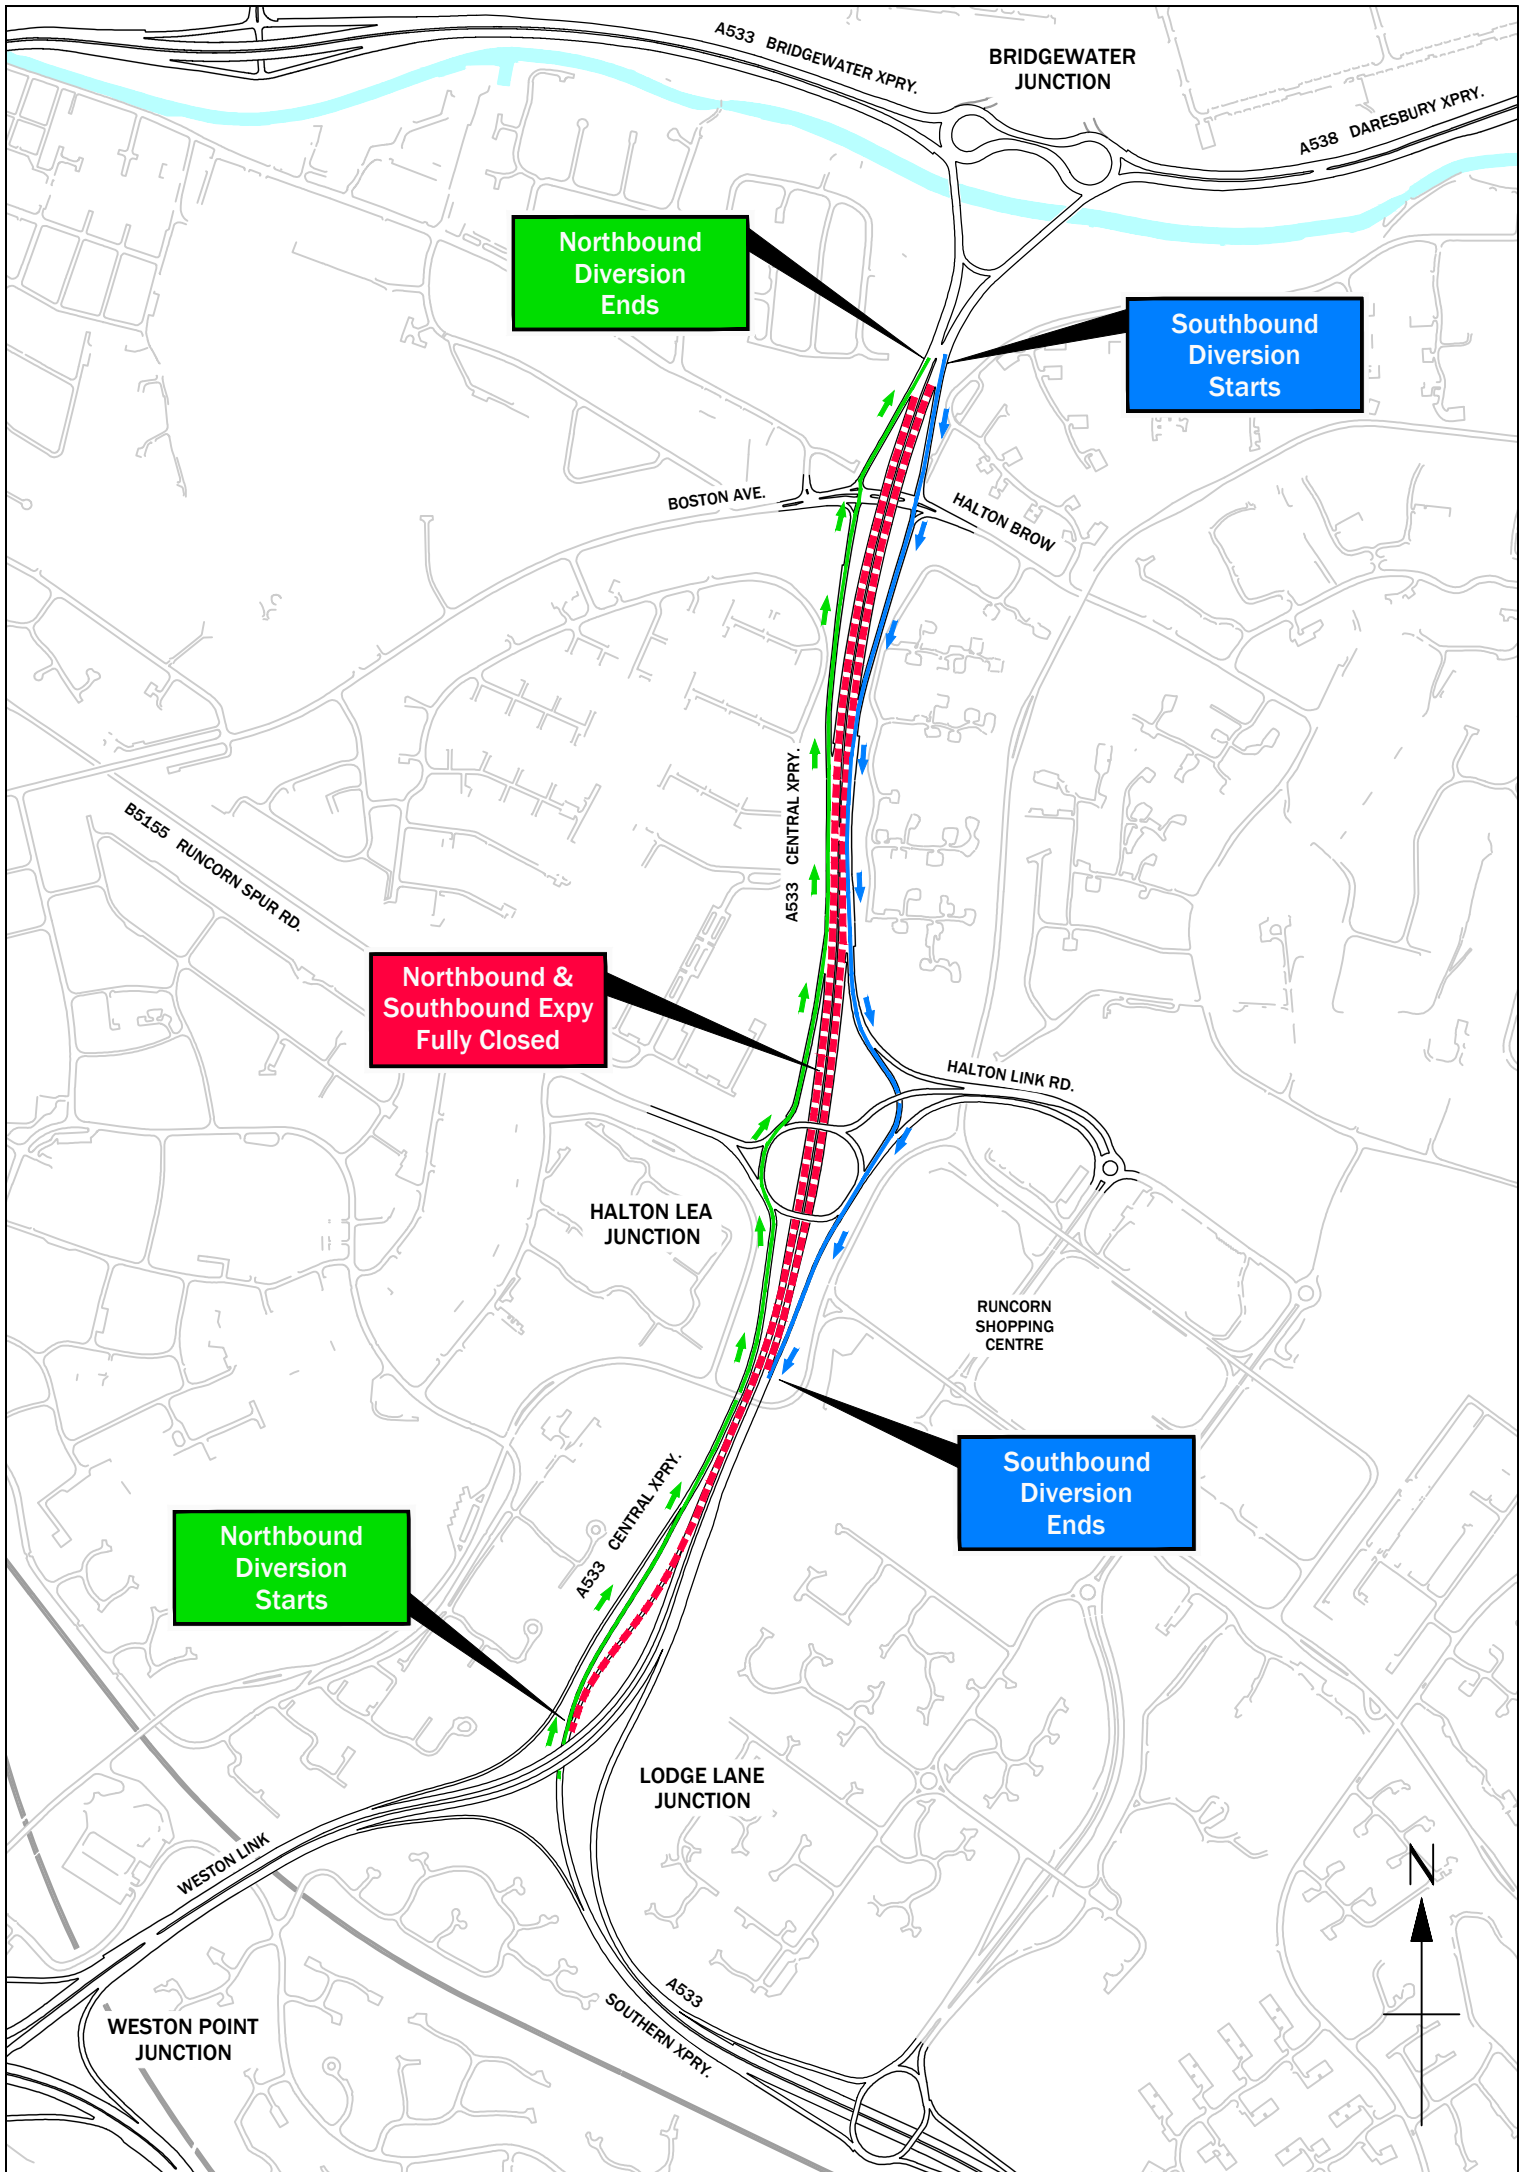 A533 BRIDGEWATER XPRY.
BRIDGEWATER
JUNCTION
A538 DARESBURY XPRY.
Northbound
Diversion
Ends
Southbound
Diversion
Starts
BOSTON AVE.
HALTON BROW
A533 CENTRAL XPRY.
B5155 RUNCORN SPUR RD.
Northbound &
Southbound Expy
Fully Closed
HALTON LINK RD.
HALTON LEA
JUNCTION
RUNCORN
SHOPPING
CENTRE
Southbound
Diversion
Ends
A533 CENTRAL XPRY.
Northbound
Diversion
Starts
LODGE LANE
JUNCTION
WESTON LINK
N
A533
SOUTHERN XPRY.
WESTON POINT
JUNCTION